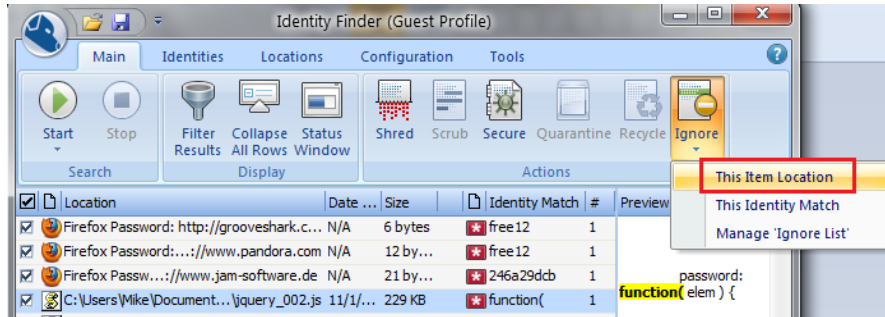 Identity Finder (Guest Profile)
Main Identities Locations Configuration Tools
Start Stop Filter Results Collapse All Rows Status Window Shred Scrub Secure Quarantine Recycle Ignore
Search Display Actions
This Item Location
This Identity Match
Manage 'Ignore List'
Location Date ... Size Identity Match # Preview
Firefox Password: http://grooveshark.c... N/A 6 bytes free12 1
Firefox Password:...://www.pandora.com N/A 12 by... free12 1
Firefox Passw...://www.jam-software.de N/A 21 by... 246a29dcb 1
C:\Users\Mike\Document...\jquery_002.js 11/1/... 229 KB function( 1
password:
function( elem ) {